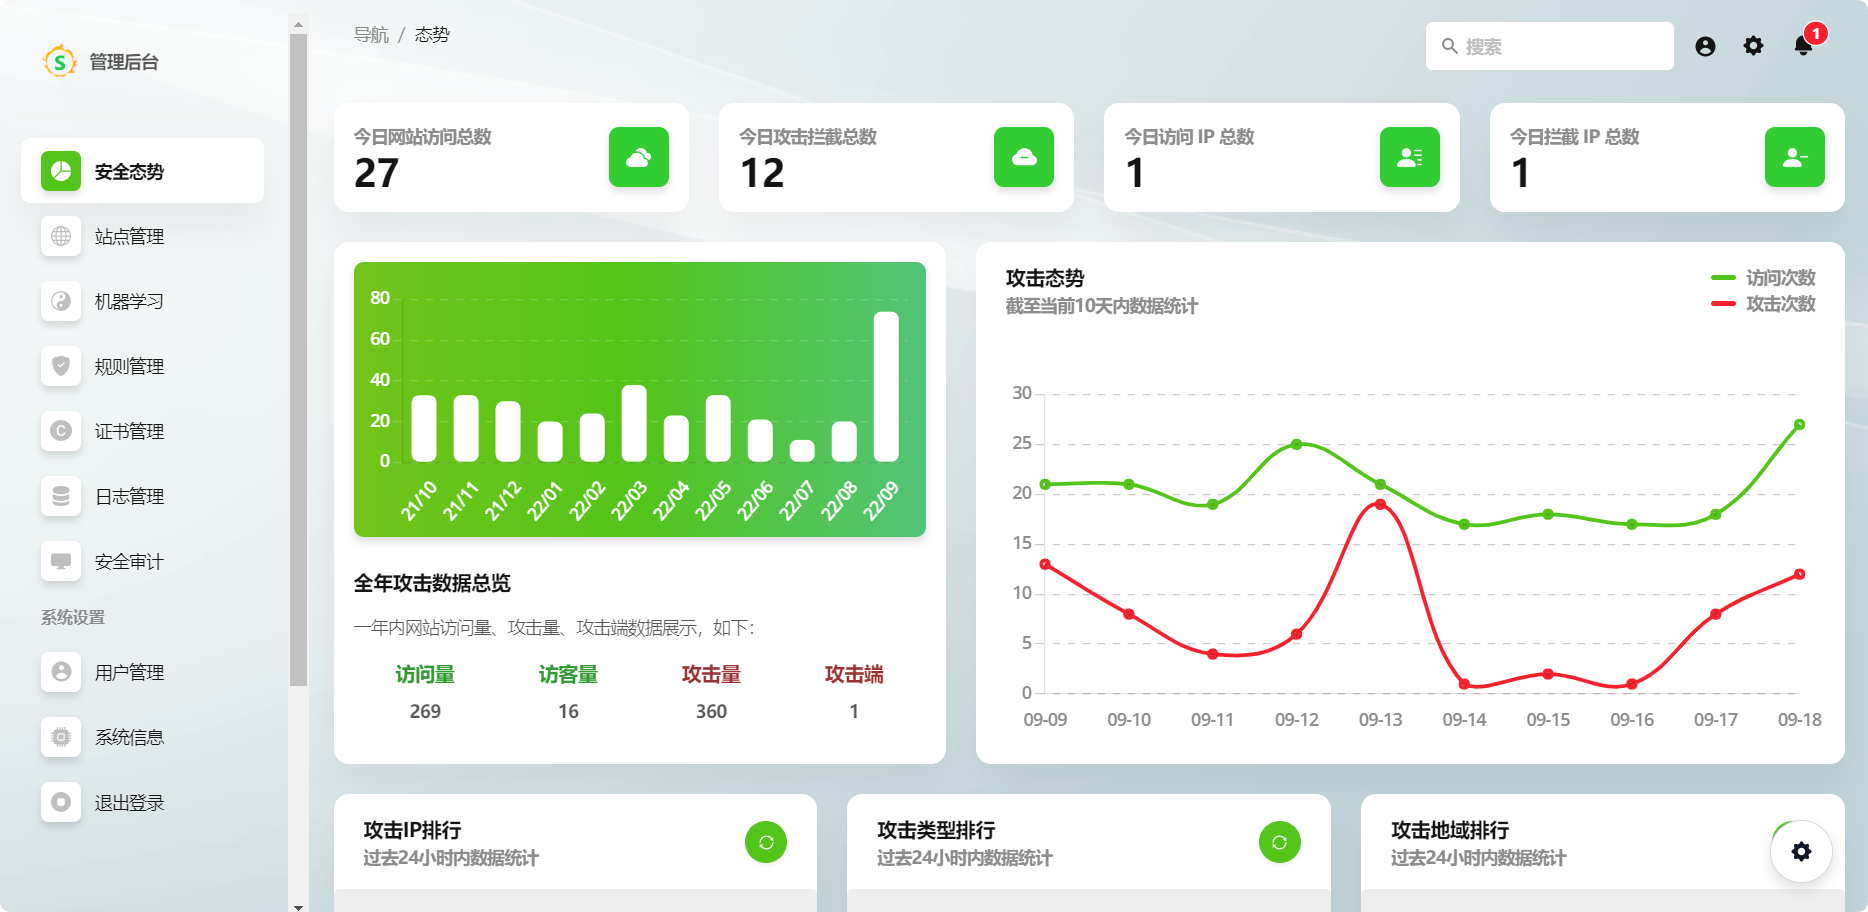 管理后台
安全态势
站点管理
机器学习
规则管理
证书管理
日志管理
安全审计
系统设置
用户管理
系统信息
退出登录
导航 / 态势
搜索
1
今日网站访问总数
27
今日攻击拦截总数
12
今日访问 IP 总数
1
今日拦截 IP 总数
1
80
60
40
20
0
21/10 21/11 21/12 22/01 22/02 22/03 22/04 22/05 22/06 22/07 22/08 22/09
全年攻击数据总览
一年内网站访问量、攻击量、攻击端数据展示，如下：
访问量 访客量 攻击量 攻击端
269 16 360 1
攻击态势
截至当前10天内数据统计
访问次数
攻击次数
30
25
20
15
10
5
0
09-09 09-10 09-11 09-12 09-13 09-14 09-15 09-16 09-17 09-18
攻击IP排行
过去24小时内数据统计
攻击类型排行
过去24小时内数据统计
攻击地域排行
过去24小时内数据统计